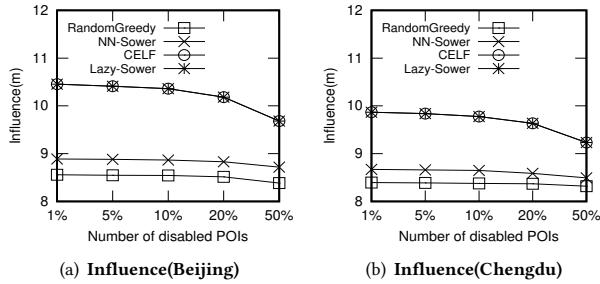 RandomGreedy
NN-Sower
CELF
Lazy-Sower
12
11
10
9
8
Influence(m)
1% 5% 10% 20% 50%
Number of disabled POIs
(a) Influence(Beijing)
RandomGreedy
NN-Sower
CELF
Lazy-Sower
12
11
10
9
8
Influence(m)
1% 5% 10% 20% 50%
Number of disabled POIs
(b) Influence(Chengdu)